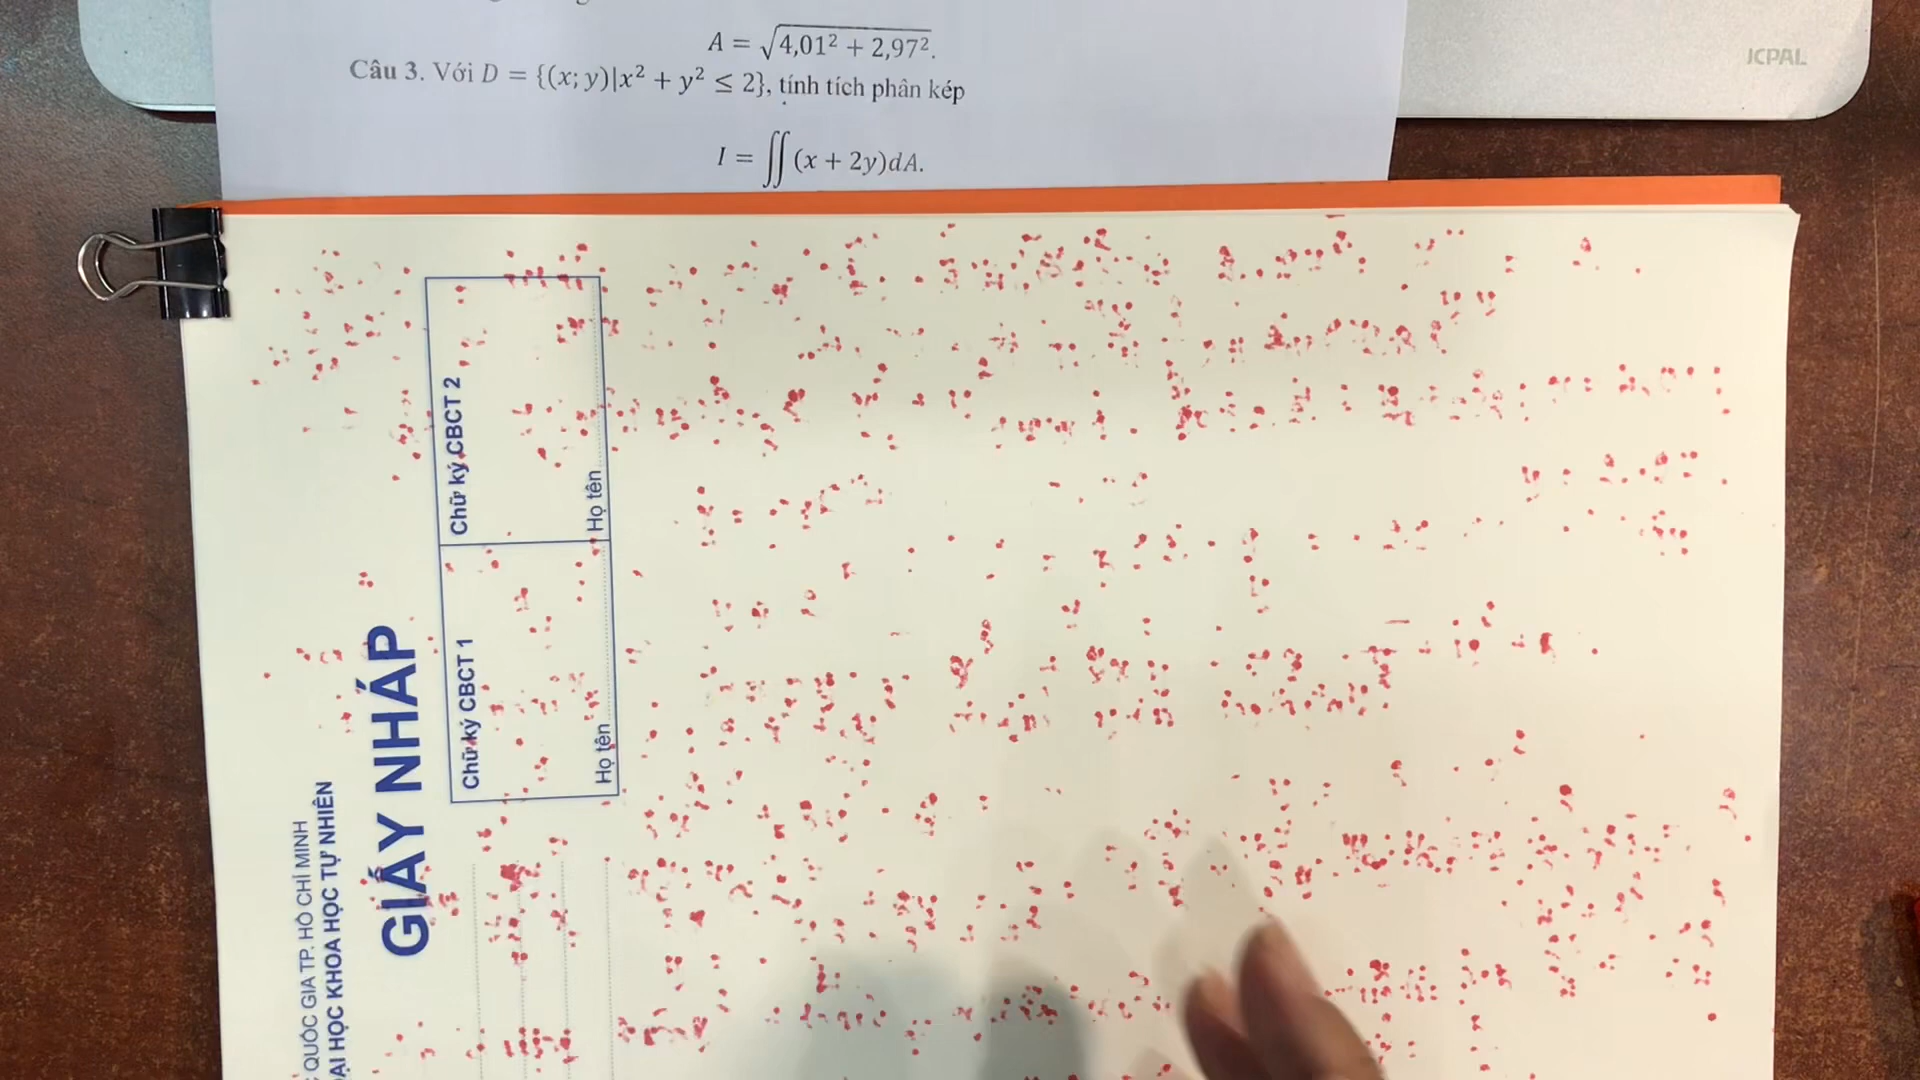 JCPAL
A = √4,01² + 2,97².
Câu 3. Với D = {(x; y)|x² + y² ≤ 2}, tính tích phân kép
I = ∬ (x + 2y)dA.
QUỐC GIA TP. HỒ CHÍ MINH
ĐẠI HỌC KHOA HỌC TỰ NHIÊN
GIẤY NHÁP
Chữ ký CBCT 1
Họ tên
Chữ ký CBCT 2
Họ tên